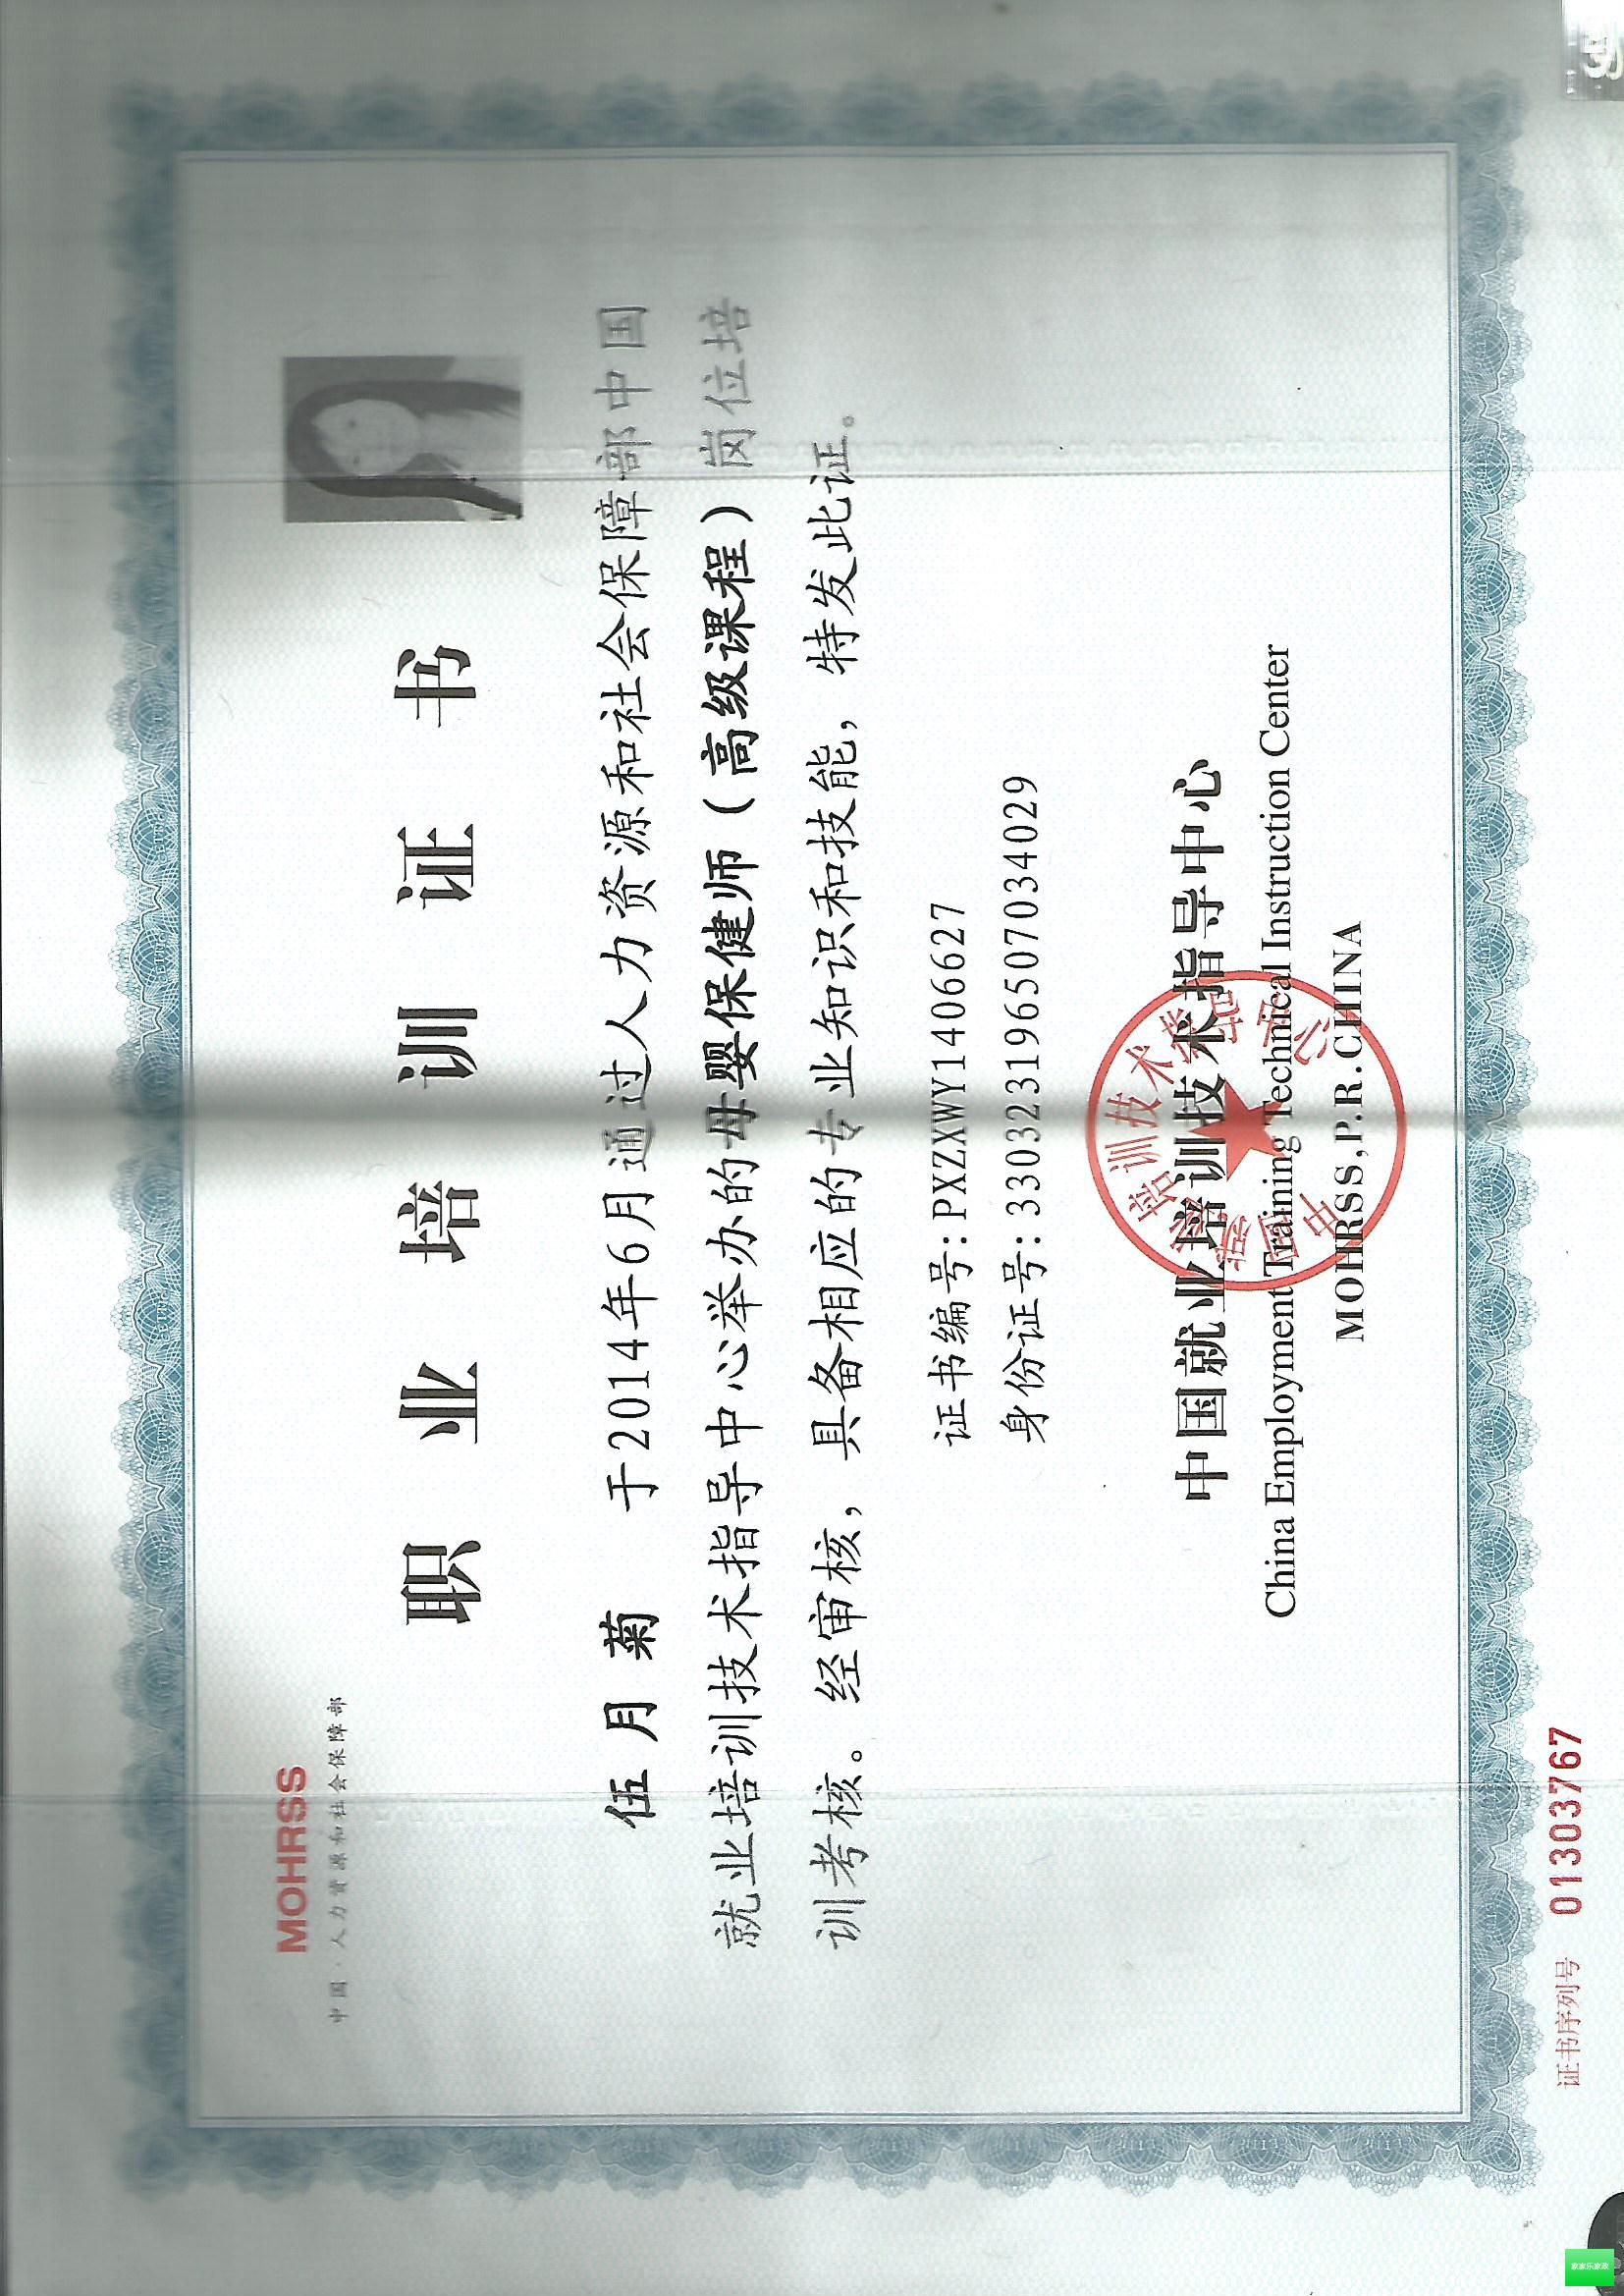 MOHRSS
中国·人力资源和社会保障部
职业培训证书
伍月菊 于2014年6月通过人力资源和社会保障部中国
就业培训技术指导中心举办的母婴保健师（高级课程）岗位培
训考核。经审核，具备相应的专业知识和技能，特发此证。
证书编号:PXZXWY1406627
身份证号:330323196507034029
中国就业培训技术指导中心
China Employment Training Technical Instruction Center
MOHRSS,P.R.CHINA
证书序列号 01303767